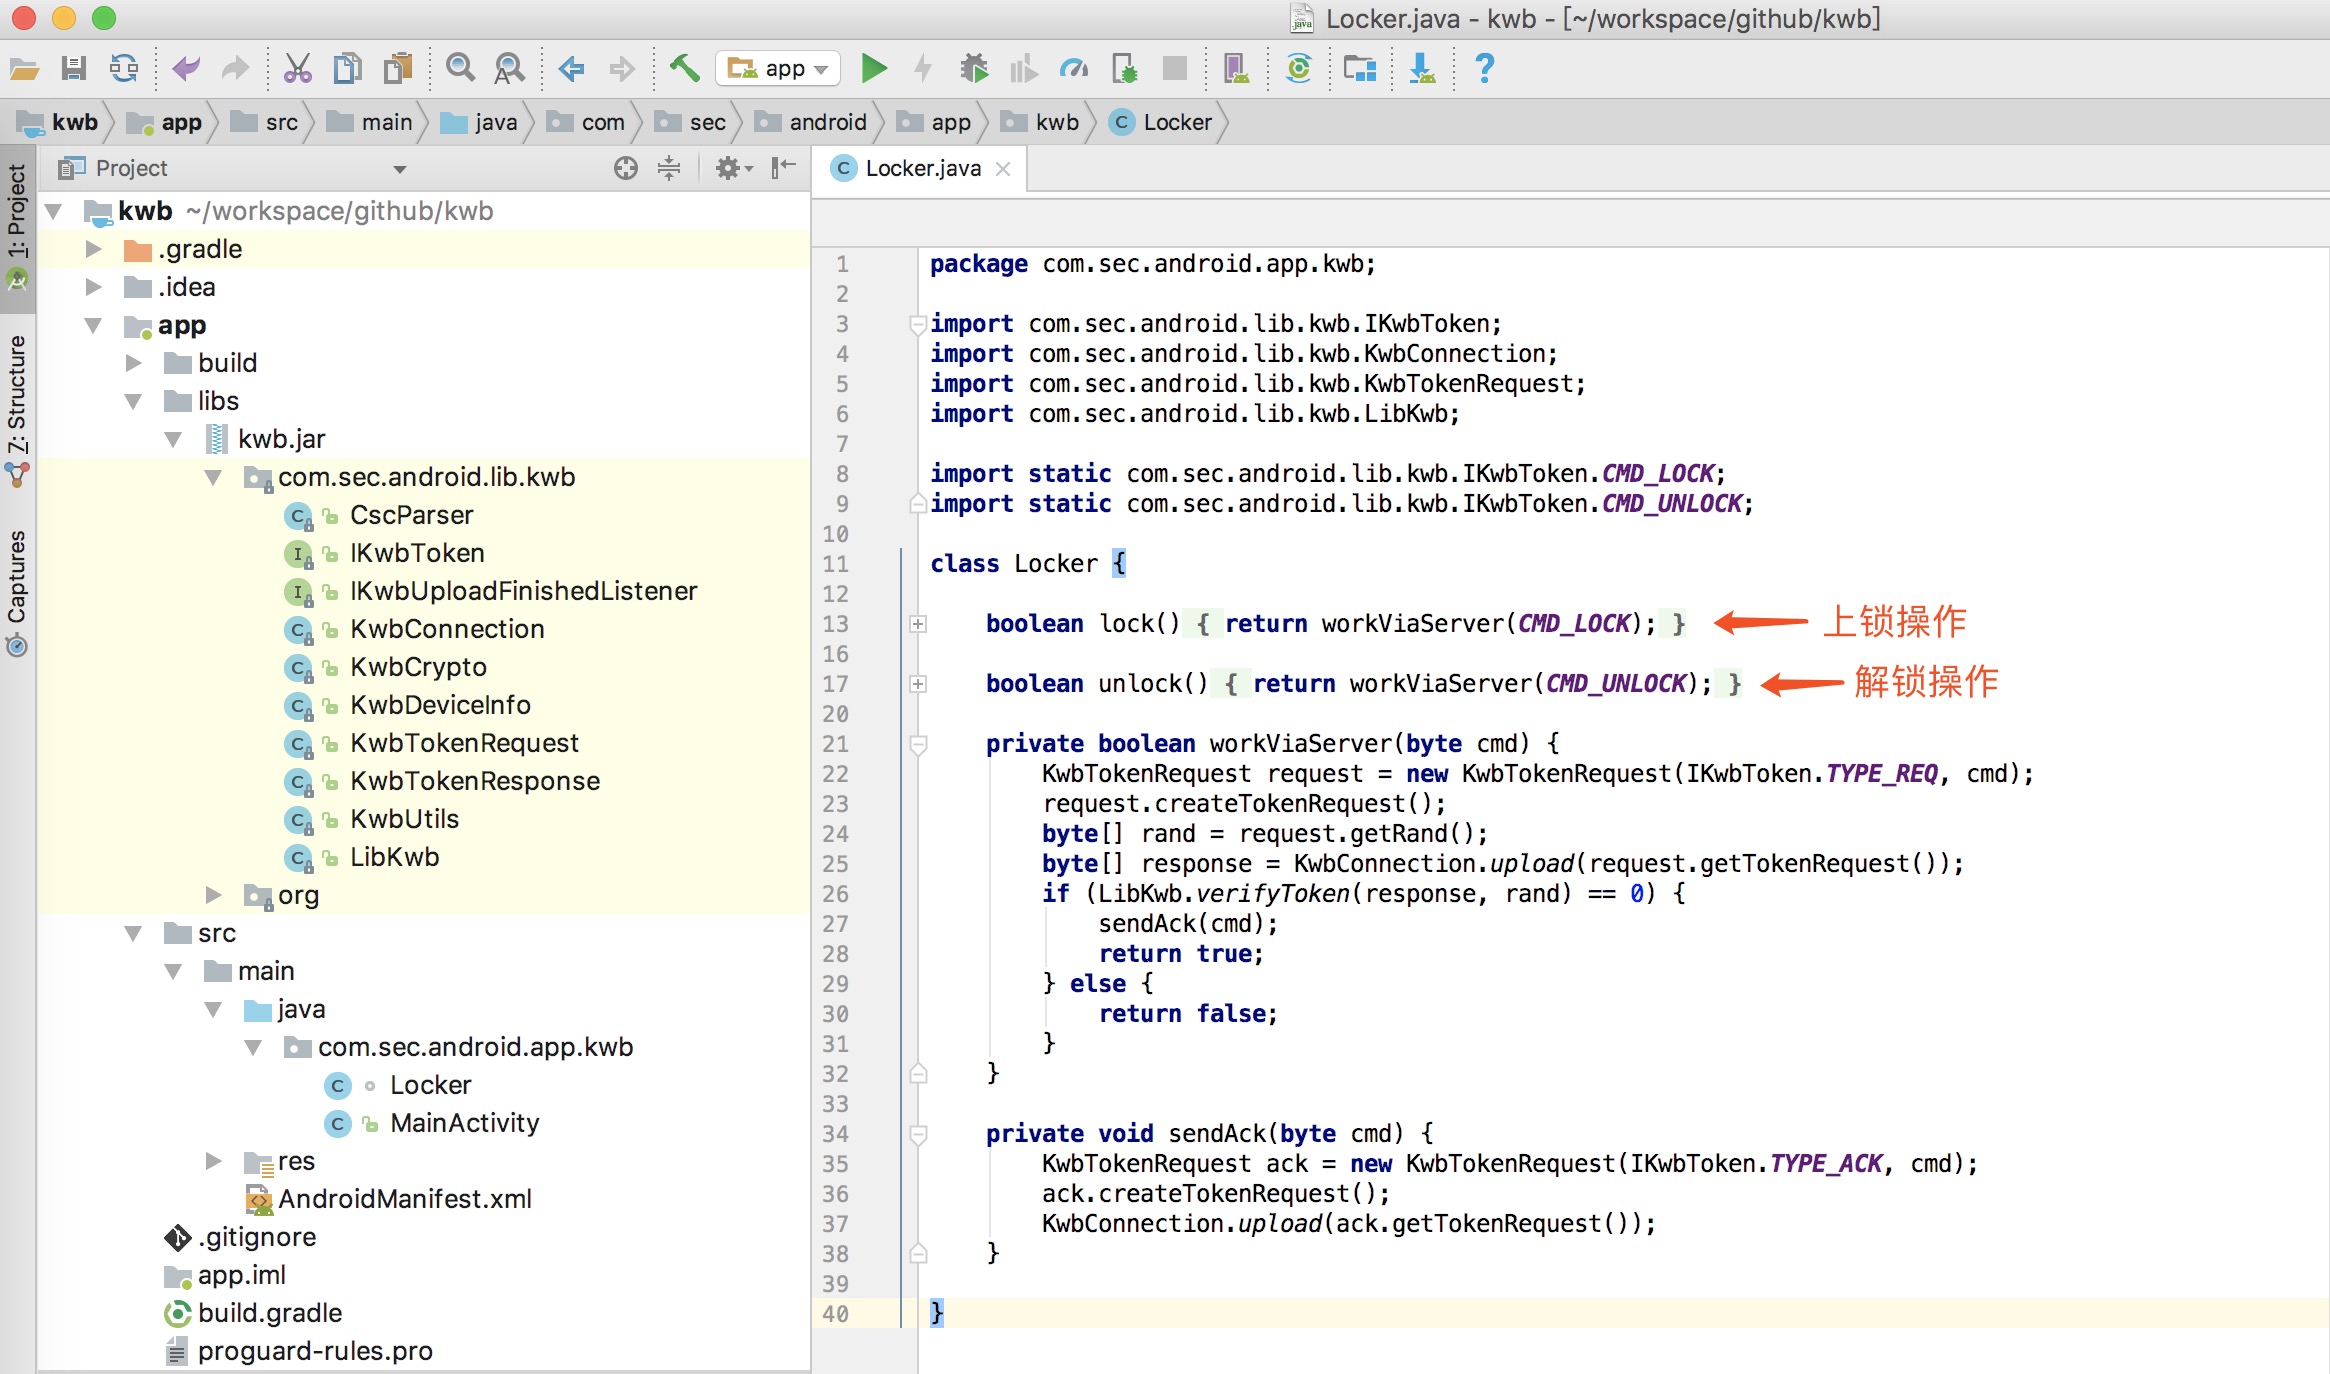 Locker.java - kwb - [~/workspace/github/kwb]
app
kwb app src main java com sec android app kwb Locker
1: Project
7: Structure
Captures
Project
kwb ~/workspace/github/kwb
.gradle
.idea
app
build
libs
kwb.jar
com.sec.android.lib.kwb
CscParser
IKwbToken
IKwbUploadFinishedListener
KwbConnection
KwbCrypto
KwbDeviceInfo
KwbTokenRequest
KwbTokenResponse
KwbUtils
LibKwb
org
src
main
java
com.sec.android.app.kwb
Locker
MainActivity
res
AndroidManifest.xml
.gitignore
app.iml
build.gradle
proguard-rules.pro
Locker.java
1 package com.sec.android.app.kwb;
2
3 import com.sec.android.lib.kwb.IKwbToken;
4 import com.sec.android.lib.kwb.KwbConnection;
5 import com.sec.android.lib.kwb.KwbTokenRequest;
6 import com.sec.android.lib.kwb.LibKwb;
7
8 import static com.sec.android.lib.kwb.IKwbToken.CMD_LOCK;
9 import static com.sec.android.lib.kwb.IKwbToken.CMD_UNLOCK;
10
11 class Locker {
12
13 boolean lock() { return workViaServer(CMD_LOCK); } 上锁操作
16
17 boolean unlock() { return workViaServer(CMD_UNLOCK); } 解锁操作
20
21 private boolean workViaServer(byte cmd) {
22 KwbTokenRequest request = new KwbTokenRequest(IKwbToken.TYPE_REQ, cmd);
23 request.createTokenRequest();
24 byte[] rand = request.getRand();
25 byte[] response = KwbConnection.upload(request.getTokenRequest());
26 if (LibKwb.verifyToken(response, rand) == 0) {
27 sendAck(cmd);
28 return true;
29 } else {
30 return false;
31 }
32 }
33
34 private void sendAck(byte cmd) {
35 KwbTokenRequest ack = new KwbTokenRequest(IKwbToken.TYPE_ACK, cmd);
36 ack.createTokenRequest();
37 KwbConnection.upload(ack.getTokenRequest());
38 }
39
40 }